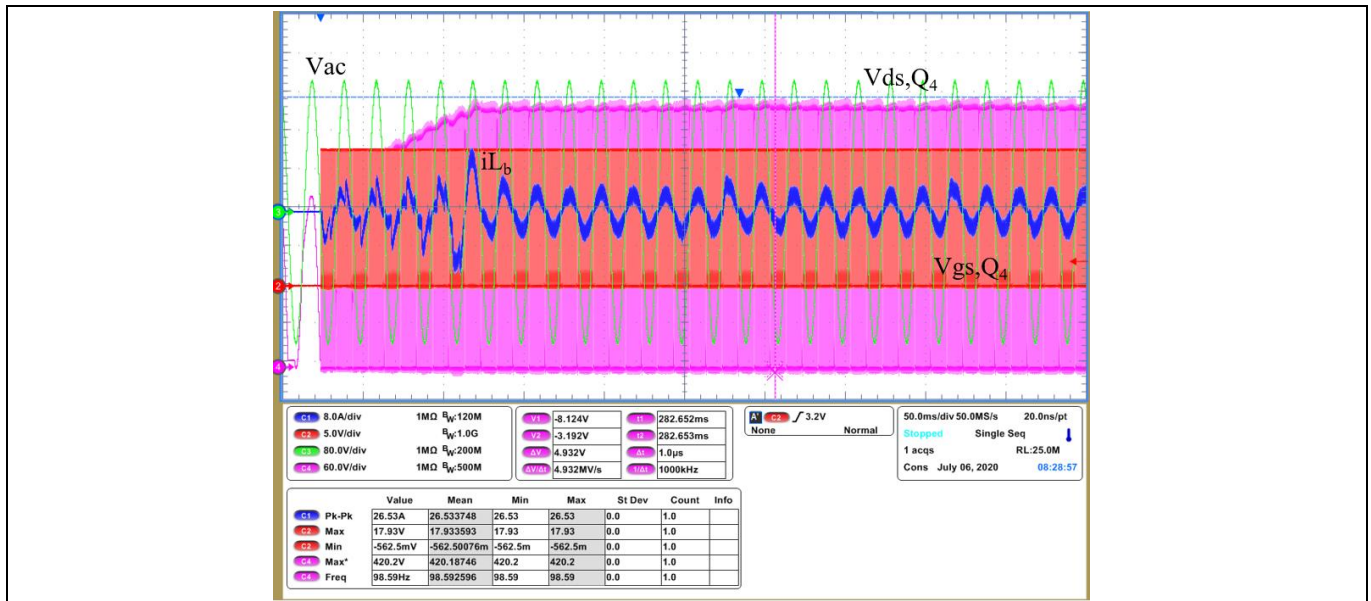 Vac
Vds,Q4
iLb
3
Vgs,Q4
2
4
C1 8.0A/div 1MΩ BW:120M
C2 5.0V/div BW:1.0G
C3 80.0V/div 1MΩ BW:200M
C4 60.0V/div 1MΩ BW:500M
V1 -8.124V t1 282.652ms
V2 -3.192V t2 282.653ms
ΔV 4.932V Δt 1.0μs
ΔV/Δt 4.932MV/s 1/Δt 1000kHz
A' C2 3.2V
None Normal
50.0ms/div 50.0MS/s 20.0ns/pt
Stopped Single Seq
1 acqs RL:25.0M
Cons July 06, 2020 08:28:57
Value Mean Min Max St Dev Count Info
C1 Pk-Pk 26.53A 26.533748 26.53 26.53 0.0 1.0
C2 Max 17.93V 17.933593 17.93 17.93 0.0 1.0
C2 Min -562.5mV -562.50076m -562.5m -562.5m 0.0 1.0
C4 Max* 420.2V 420.18746 420.2 420.2 0.0 1.0
C4 Freq 98.59Hz 98.592596 98.59 98.59 0.0 1.0